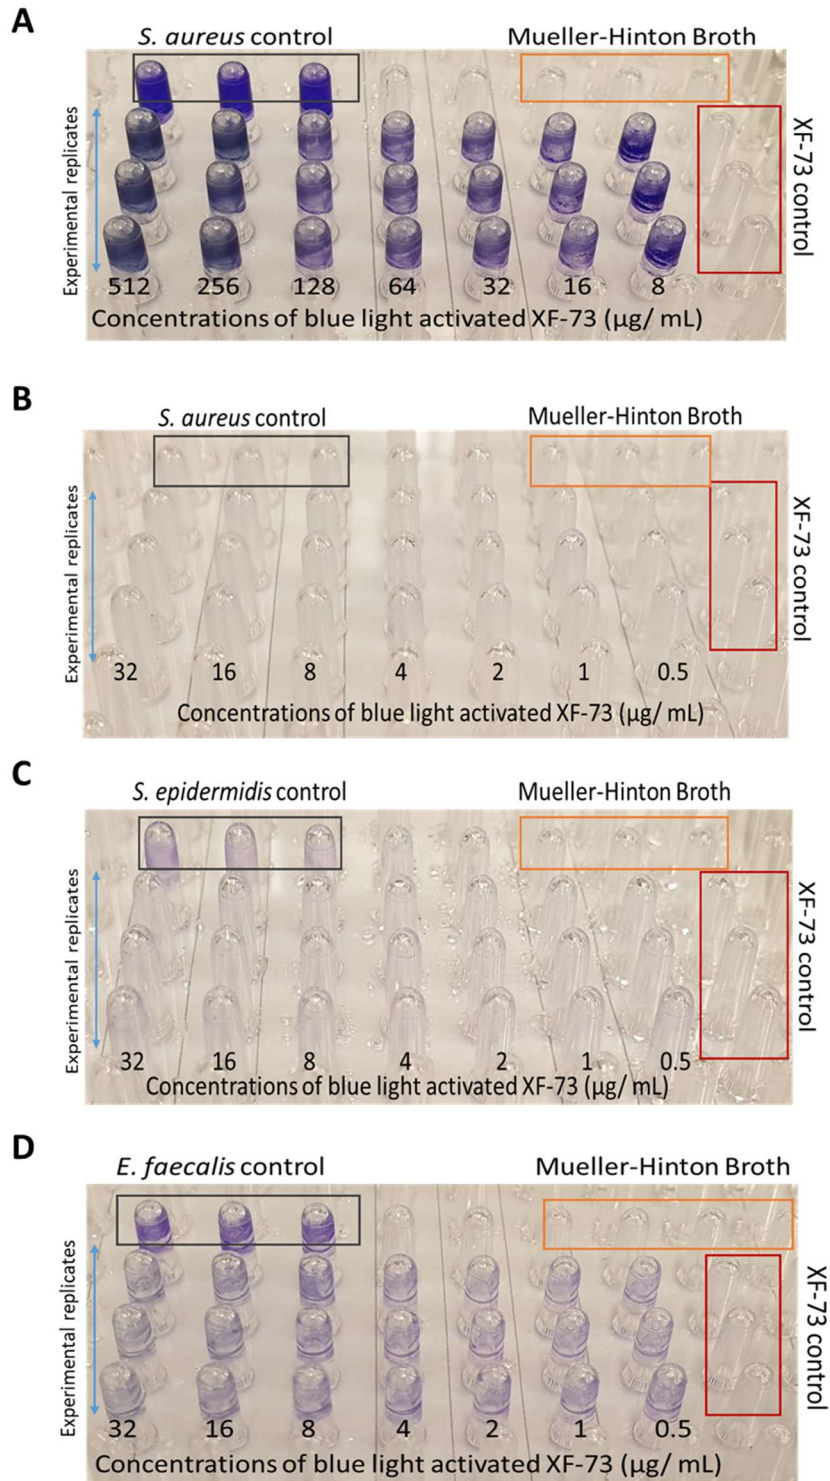 A
S. aureus control
Mueller-Hinton Broth
Experimental replicates
XF-73 control
512 256 128 64 32 16 8
Concentrations of blue light activated XF-73 (µg/ mL)
B
S. aureus control
Mueller-Hinton Broth
Experimental replicates
XF-73 control
32 16 8 4 2 1 0.5
Concentrations of blue light activated XF-73 (µg/ mL)
C
S. epidermidis control
Mueller-Hinton Broth
Experimental replicates
XF-73 control
32 16 8 4 2 1 0.5
Concentrations of blue light activated XF-73 (µg/ mL)
D
E. faecalis control
Mueller-Hinton Broth
Experimental replicates
XF-73 control
32 16 8 4 2 1 0.5
Concentrations of blue light activated XF-73 (µg/ mL)